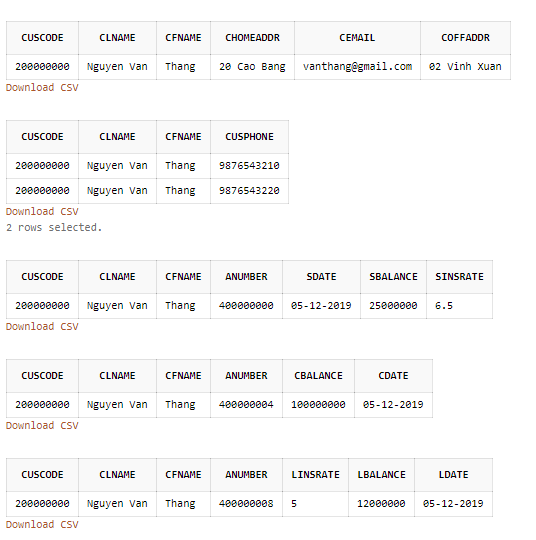 CUSCODE CLNAME CFNAME CHOMEADDR CEMAIL COFFADDR
200000000 Nguyen Van Thang 20 Cao Bang vanthang@gmail.com 02 Vinh Xuan
Download CSV
CUSCODE CLNAME CFNAME CUSPHONE
200000000 Nguyen Van Thang 9876543210
200000000 Nguyen Van Thang 9876543220
Download CSV
2 rows selected.
CUSCODE CLNAME CFNAME ANUMBER SDATE SBALANCE SINSRATE
200000000 Nguyen Van Thang 400000000 05-12-2019 25000000 6.5
Download CSV
CUSCODE CLNAME CFNAME ANUMBER CBALANCE CDATE
200000000 Nguyen Van Thang 400000004 100000000 05-12-2019
Download CSV
CUSCODE CLNAME CFNAME ANUMBER LINSRATE LBALANCE LDATE
200000000 Nguyen Van Thang 400000008 5 12000000 05-12-2019
Download CSV